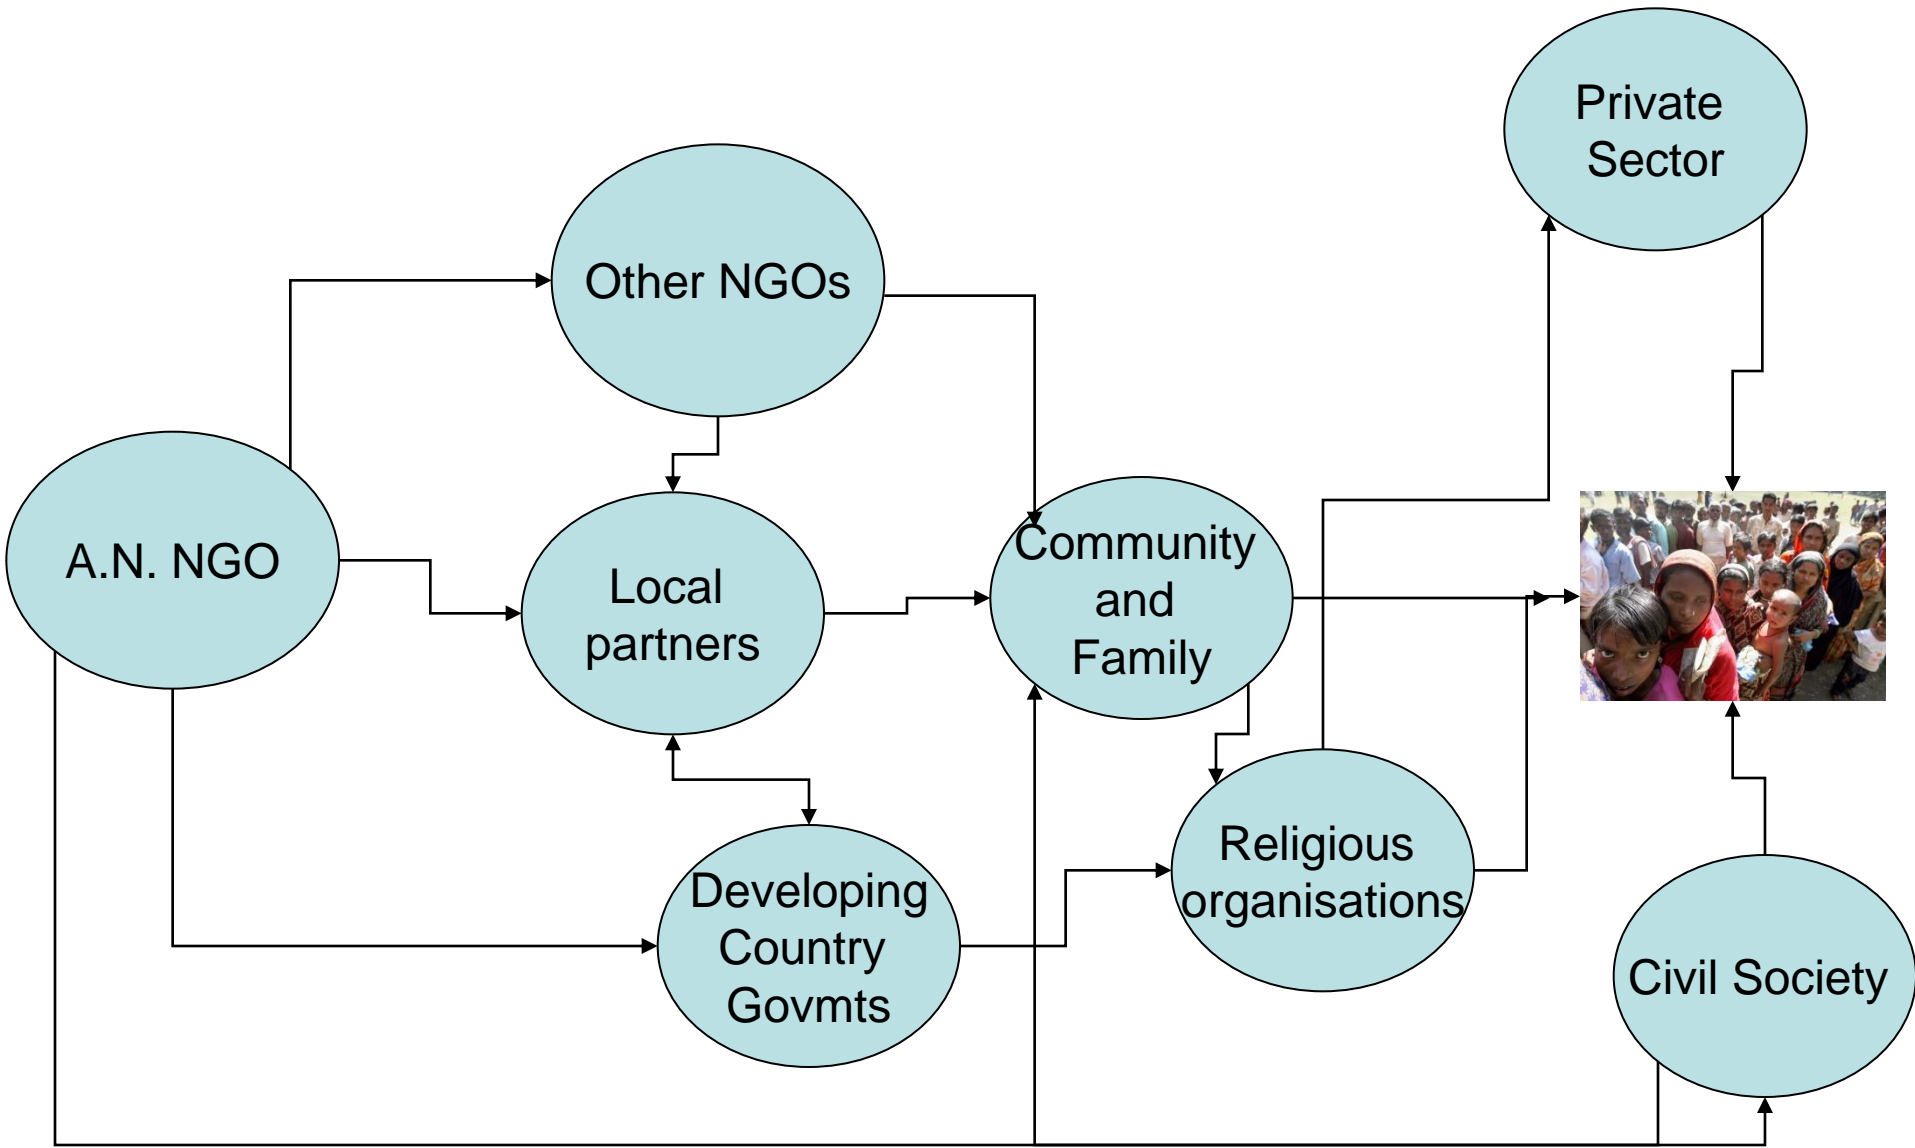 Private
Sector
Other NGOs
A.N. NGO
Local
partners
Community
and
Family
Religious
organisations
Developing
Country
Govmts
Civil Society